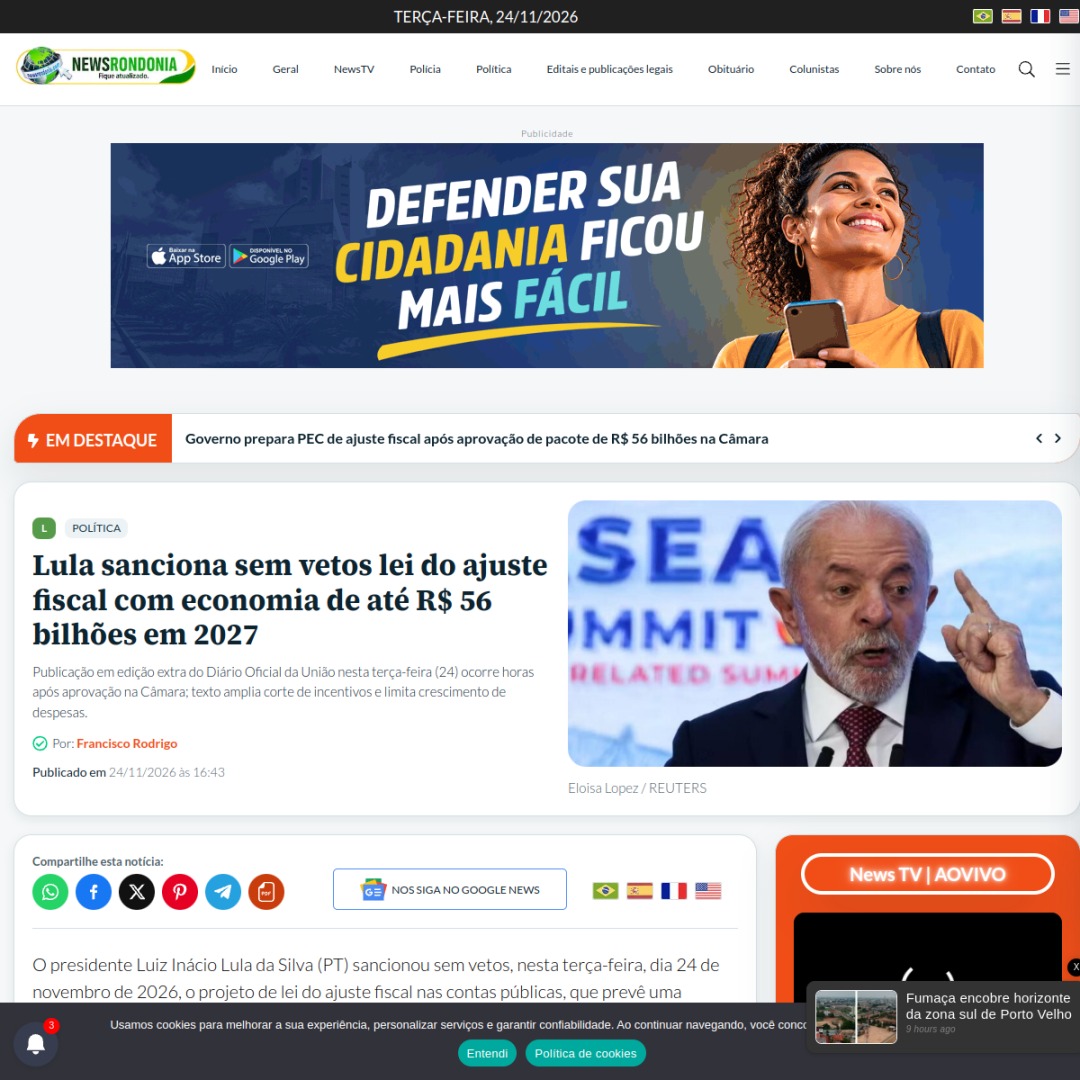 TERÇA-FEIRA, 24/11/2026
NEWSRONDONIA
Fique atualizado.
Início
Geral
NewsTV
Polícia
Política
Editais e publicações legais
Obituário
Colunistas
Sobre nós
Contato
Publicidade
DEFENDER SUA
CIDADANIA FICOU
MAIS FÁCIL
Baixar na
App Store
DISPONÍVEL NO
Google Play
EM DESTAQUE
Governo prepara PEC de ajuste fiscal após aprovação de pacote de R$ 56 bilhões na Câmara
L
POLÍTICA
Lula sanciona sem vetos lei do ajuste
fiscal com economia de até R$ 56
bilhões em 2027
Publicação em edição extra do Diário Oficial da União nesta terça-feira (24) ocorre horas
após aprovação na Câmara; texto amplia corte de incentivos e limita crescimento de
despesas.
Por: Francisco Rodrigo
Publicado em 24/11/2026 às 16:43
SEA
UMMIT
RELATED SUMM
Eloisa Lopez / REUTERS
Compartilhe esta notícia:
PDF
NOS SIGA NO GOOGLE NEWS
News TV | AOVIVO
O presidente Luiz Inácio Lula da Silva (PT) sancionou sem vetos, nesta terça-feira, dia 24 de
novembro de 2026, o projeto de lei do ajuste fiscal nas contas públicas, que prevê uma
X
Fumaça encobre horizonte
da zona sul de Porto Velho
9 hours ago
3
Usamos cookies para melhorar a sua experiência, personalizar serviços e garantir confiabilidade. Ao continuar navegando, você conco
Entendi
Política de cookies